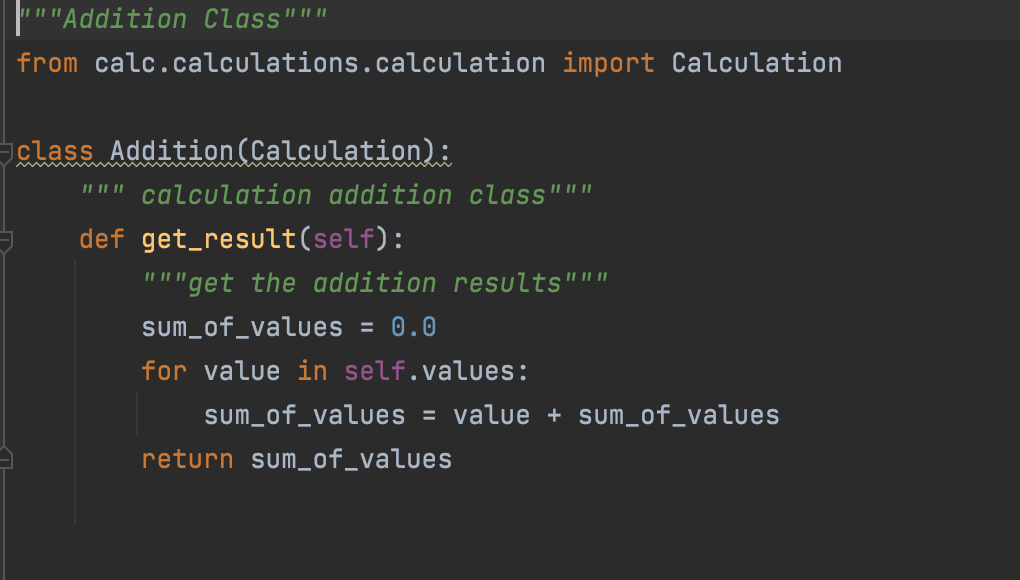 """Addition Class"""
from calc.calculations.calculation import Calculation
class Addition(Calculation):
    """ calculation addition class"""
    def get_result(self):
        """get the addition results"""
        sum_of_values = 0.0
        for value in self.values:
            sum_of_values = value + sum_of_values
        return sum_of_values